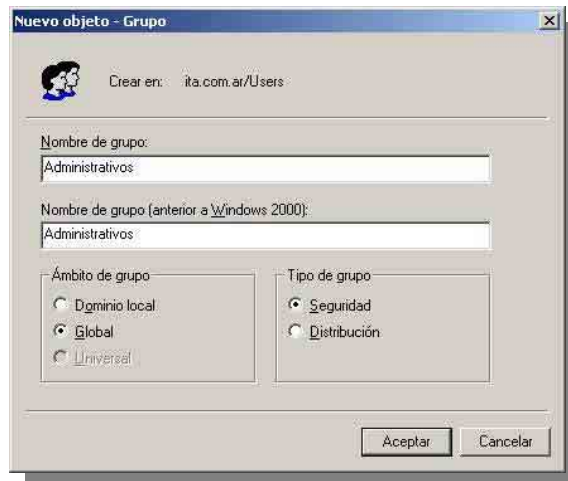 Nuevo objeto - Grupo
Crear en: ita.com.ar/Users
Nombre de grupo:
Administrativos
Nombre de grupo (anterior a Windows 2000):
Administrativos
Ámbito de grupo
Dominio local
Global
Universal
Tipo de grupo
Seguridad
Distribución
Aceptar
Cancelar